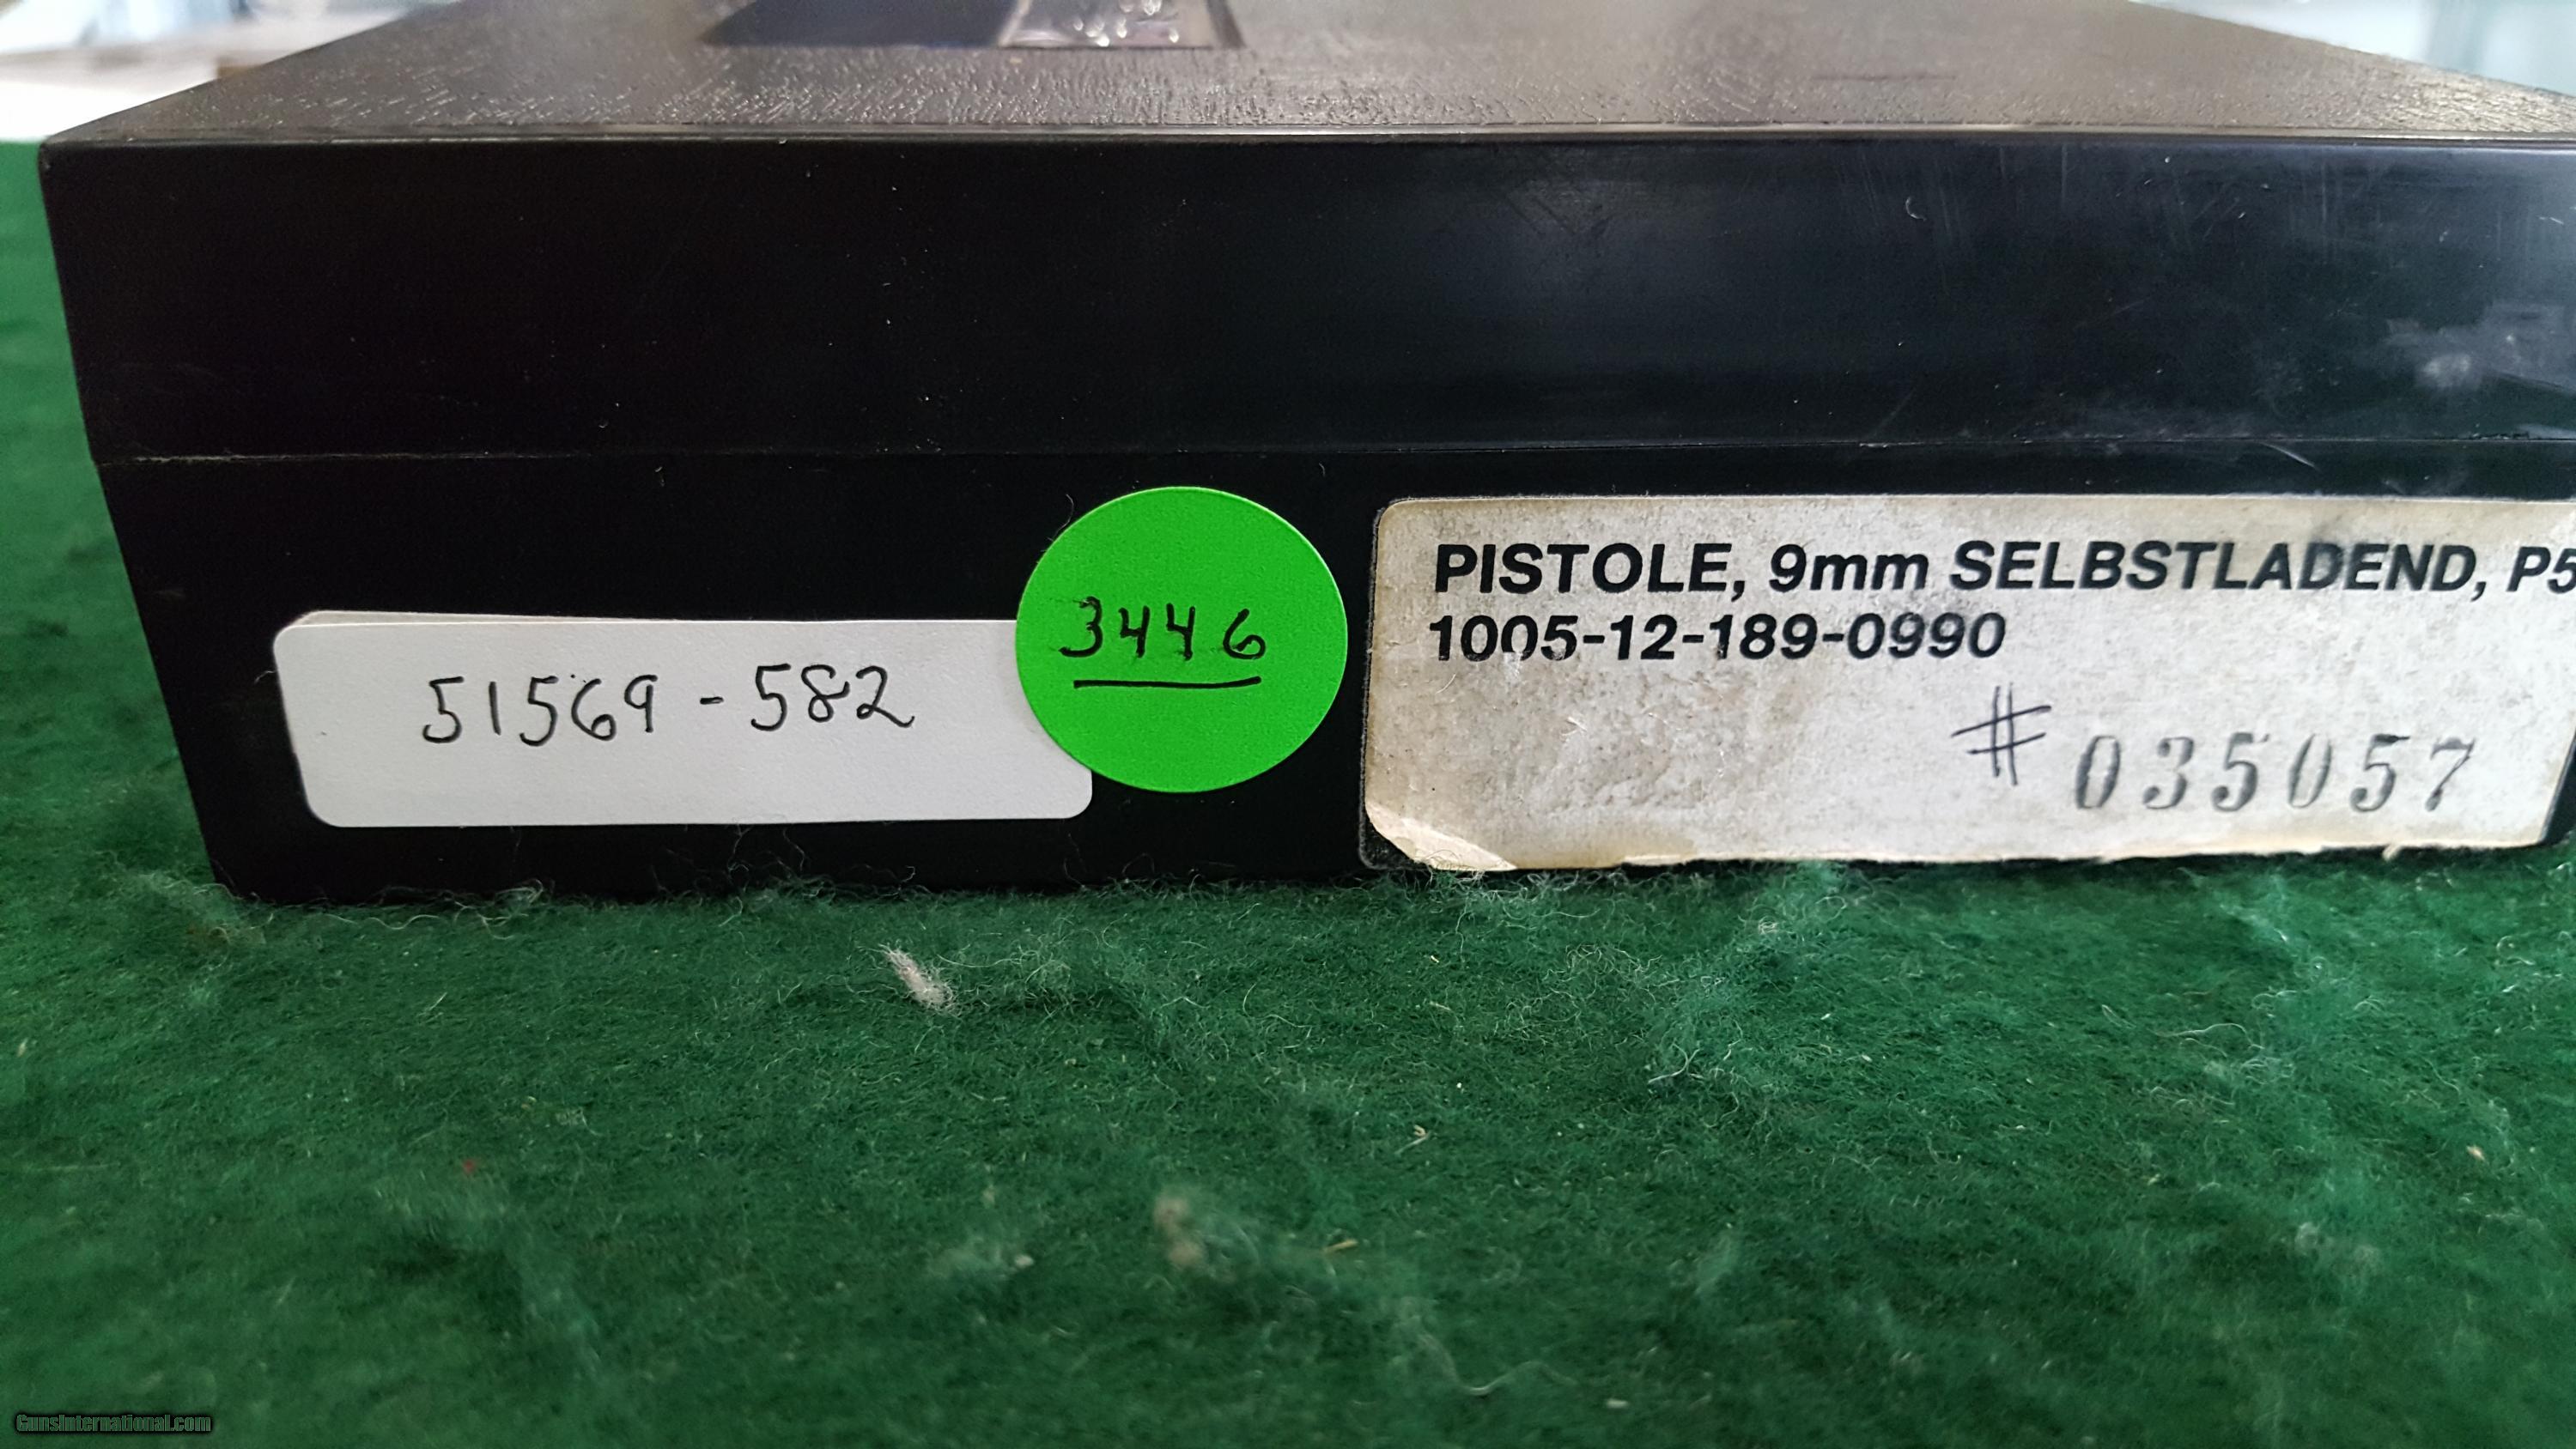 51569-582
3446
PISTOLE, 9mm SELBSTLADEND, P5
1005-12-189-0990
# 035057
GunsInternational.com